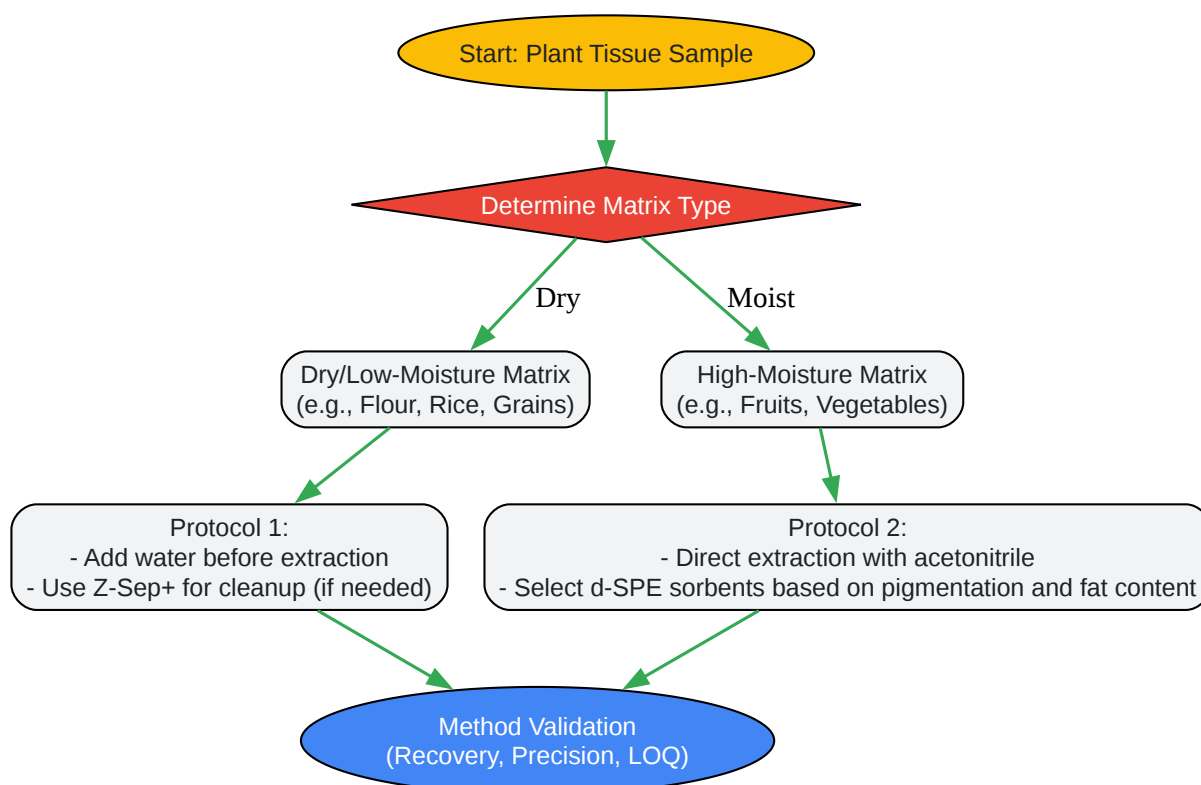 Start: Plant Tissue Sample
Determine Matrix Type
Dry
Moist
Dry/Low-Moisture Matrix
(e.g., Flour, Rice, Grains)
High-Moisture Matrix
(e.g., Fruits, Vegetables)
Protocol 1:
- Add water before extraction
- Use Z-Sep+ for cleanup (if needed)
Protocol 2:
- Direct extraction with acetonitrile
- Select d-SPE sorbents based on pigmentation and fat content
Method Validation
(Recovery, Precision, LOQ)